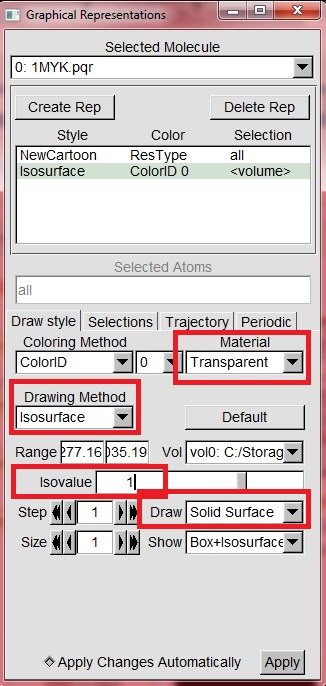 Graphical Representations
Selected Molecule
0: 1MYK.pqr
Create Rep Delete Rep
Style Color Selection
NewCartoon ResType all
Isosurface ColorID 0 <volume>
Selected Atoms
all
Draw style Selections Trajectory Periodic
Coloring Method Material
ColorID 0 Transparent
Drawing Method
Isosurface Default
Range 277.16 035.19 Vol vol0: C:/Storag
Isovalue 1
Step 1 Draw Solid Surface
Size 1 Show Box+Isosurface
Apply Changes Automatically Apply